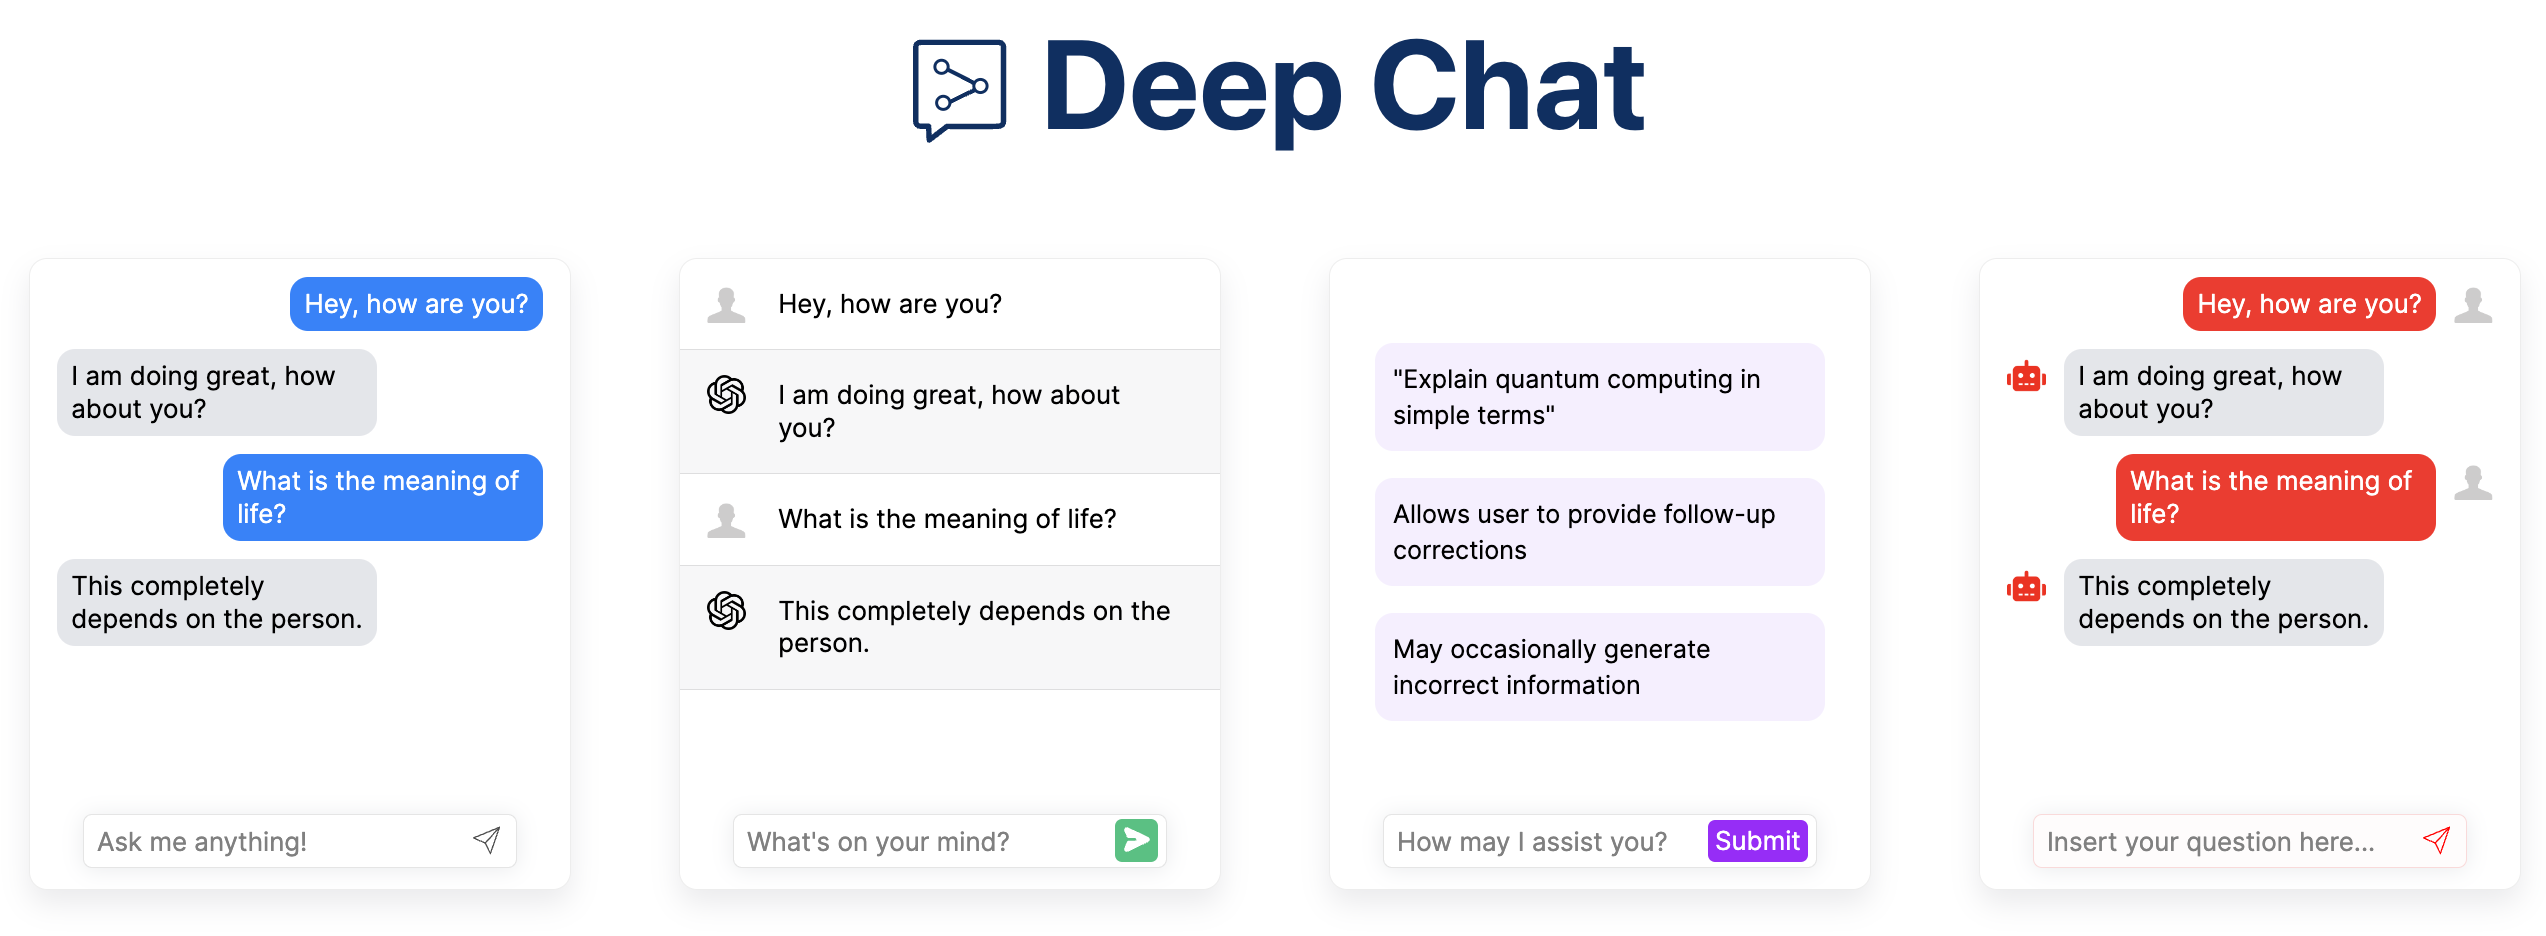 Deep Chat
Hey, how are you?
I am doing great, how
about you?
What is the meaning of
life?
This completely
depends on the person.
Ask me anything!
Hey, how are you?
I am doing great, how about
you?
What is the meaning of life?
This completely depends on the
person.
What's on your mind?
"Explain quantum computing in
simple terms"
Allows user to provide follow-up
corrections
May occasionally generate
incorrect information
How may I assist you?
Submit
Hey, how are you?
I am doing great, how
about you?
What is the meaning of
life?
This completely
depends on the person.
Insert your question here...